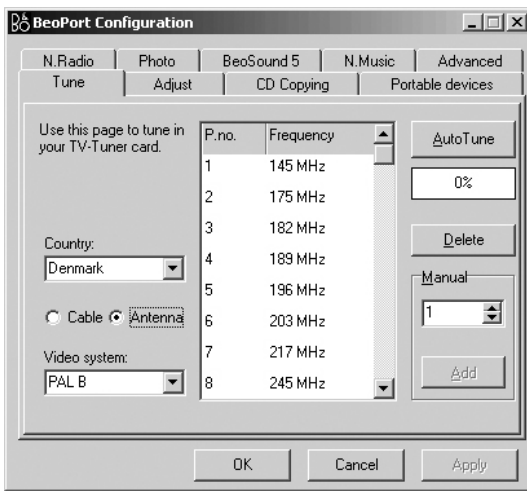 BeoPort Configuration
N.Radio Photo BeoSound 5 N.Music Advanced
Tune Adjust CD Copying Portable devices
Use this page to tune in
your TV-Tuner card.
Country:
Denmark
Cable Antenna
Video system:
PAL B
P.no. Frequency
1 145 MHz
2 175 MHz
3 182 MHz
4 189 MHz
5 196 MHz
6 203 MHz
7 217 MHz
8 245 MHz
AutoTune
0%
Delete
Manual
1
Add
OK Cancel Apply